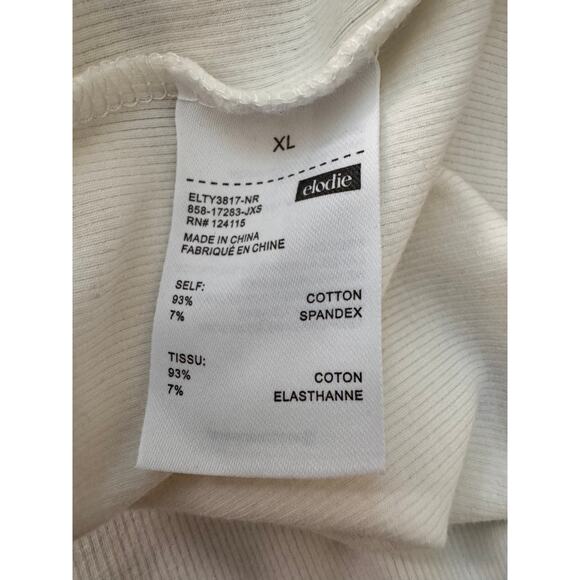 XL
elodie
ELTY3817-NR
858-17283-JXS
RN# 124115
MADE IN CHINA
FABRIQUÉ EN CHINE
SELF:
93% COTTON
7% SPANDEX
TISSU:
93% COTON
7% ELASTHANNE